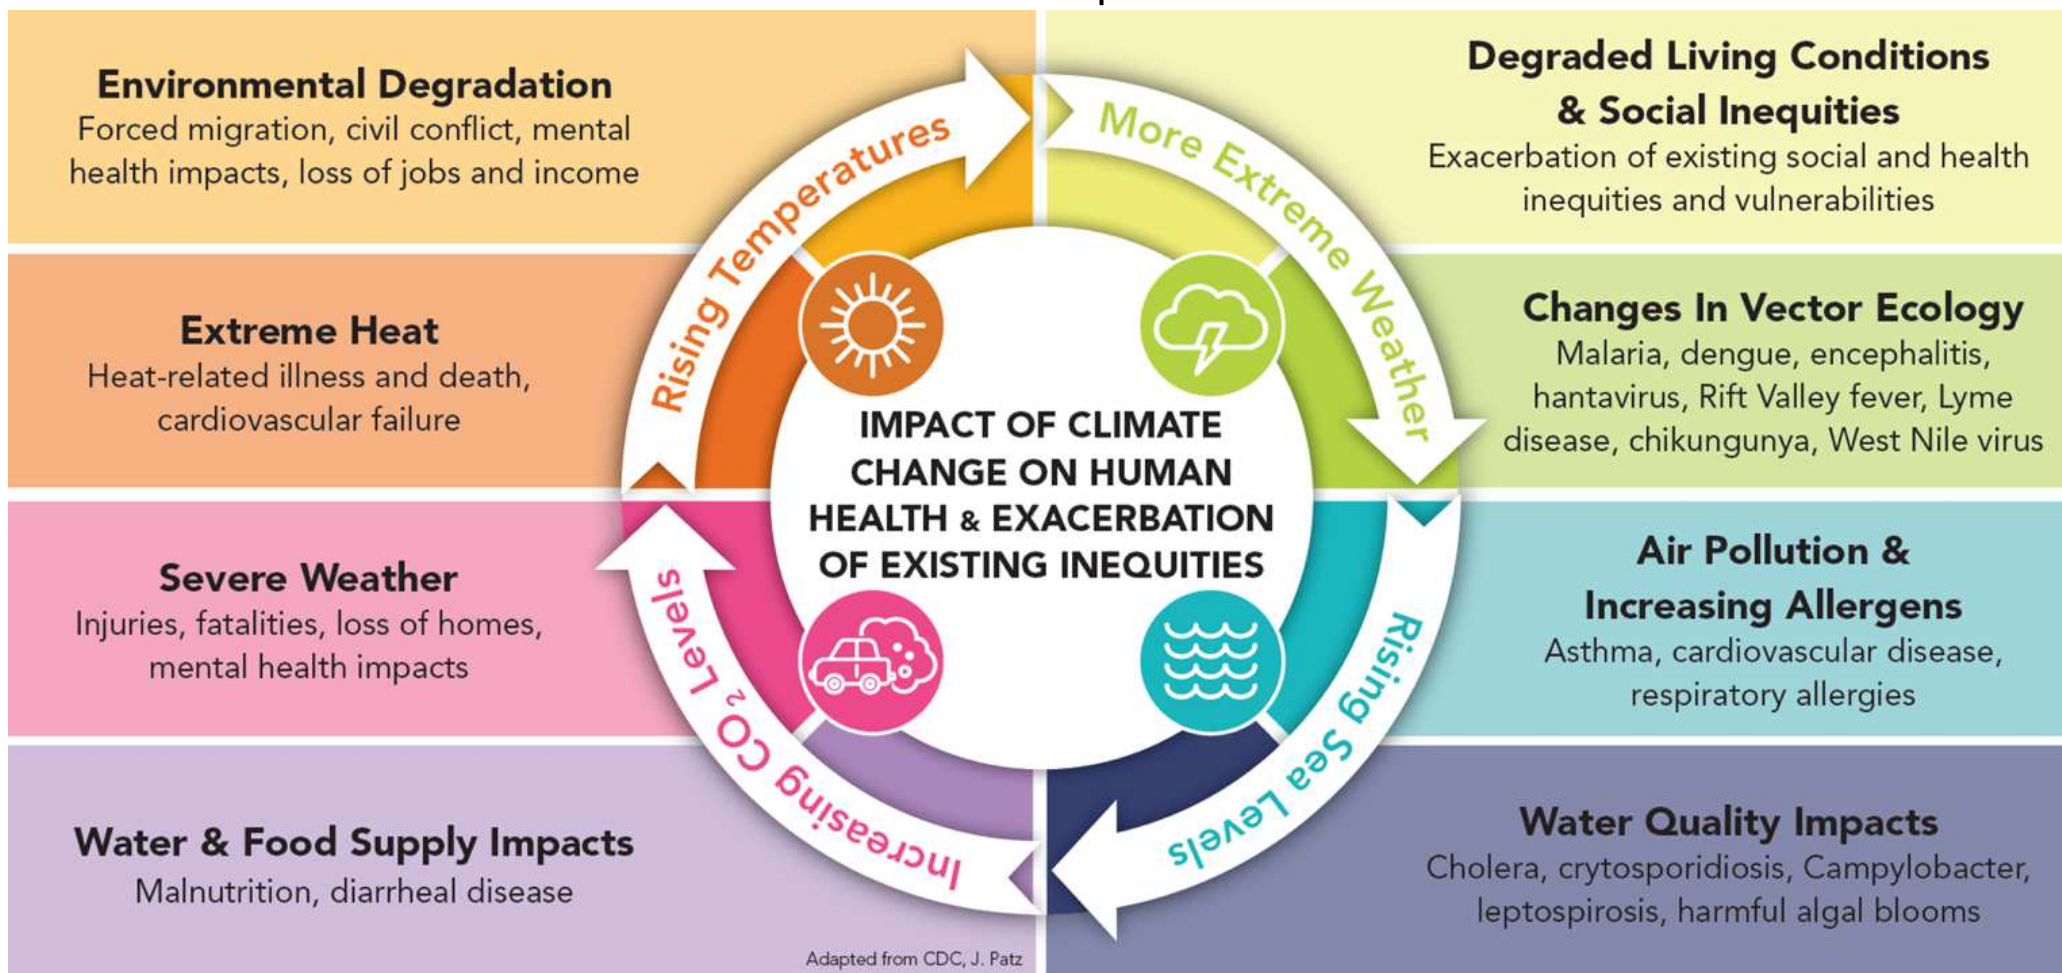 Environmental Degradation
Forced migration, civil conflict, mental
health impacts, loss of jobs and income
Extreme Heat
Heat-related illness and death,
cardiovascular failure
Severe Weather
Injuries, fatalities, loss of homes,
mental health impacts
Water & Food Supply Impacts
Malnutrition, diarrheal disease
Rising Temperatures
More Extreme Weather
Rising Sea Levels
Increasing CO₂ Levels
IMPACT OF CLIMATE
CHANGE ON HUMAN
HEALTH & EXACERBATION
OF EXISTING INEQUITIES
Degraded Living Conditions
& Social Inequities
Exacerbation of existing social and health
inequities and vulnerabilities
Changes In Vector Ecology
Malaria, dengue, encephalitis,
hantavirus, Rift Valley fever, Lyme
disease, chikungunya, West Nile virus
Air Pollution &
Increasing Allergens
Asthma, cardiovascular disease,
respiratory allergies
Water Quality Impacts
Cholera, crytosporidiosis, Campylobacter,
leptospirosis, harmful algal blooms
Adapted from CDC, J. Patz